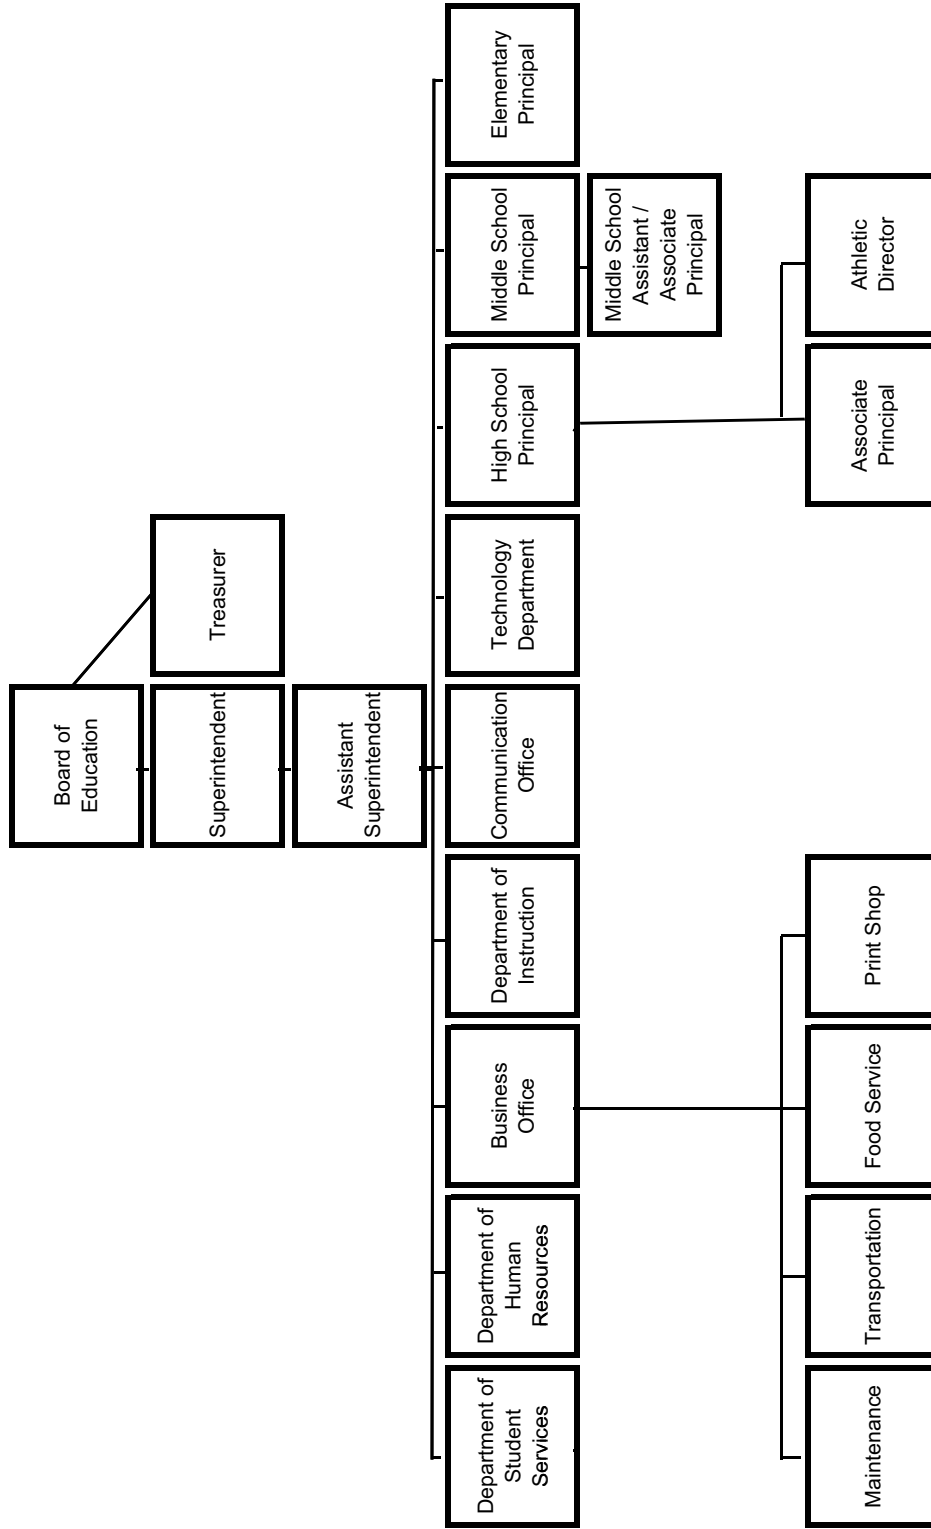 Board of
Education
Superintendent
Treasurer
Assistant
Superintendent
Department of
Student
Services
Department of
Human
Resources
Business
Office
Department of
Instruction
Communication
Office
Technology
Department
High School
Principal
Middle School
Principal
Elementary
Principal
Middle School
Assistant /
Associate
Principal
Maintenance
Transportation
Food Service
Print Shop
Associate
Principal
Athletic
Director